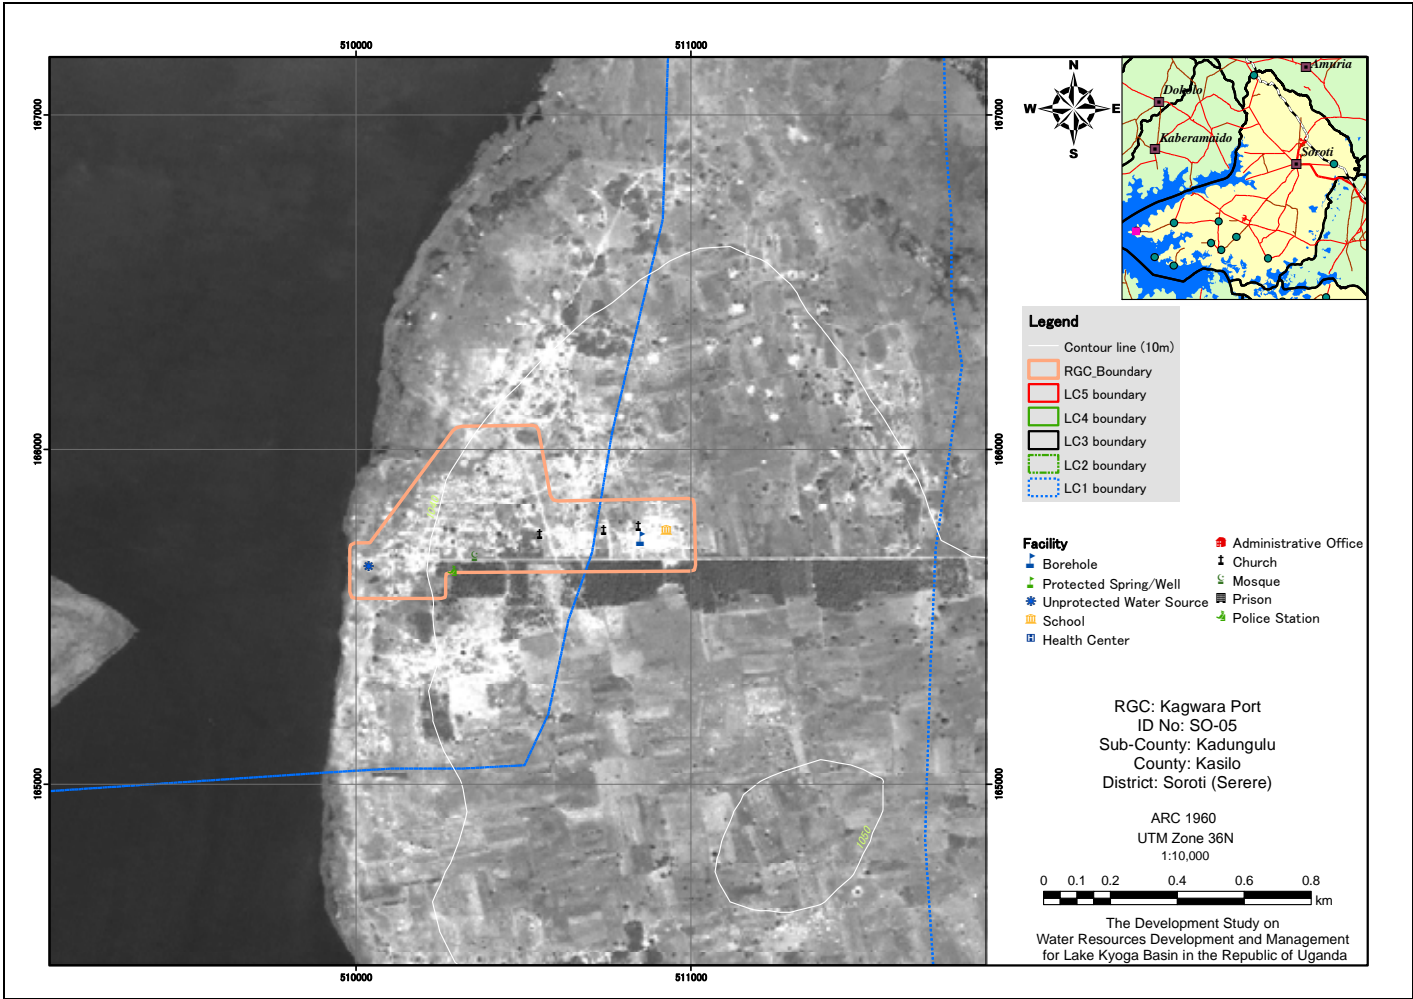 510000
511000
167000
166000
165000
167000
166000
165000
510000
511000
1050
N
W
E
S
Amuria
Dokolo
Kaberamaido
Soroti
Legend
Contour line (10m)
RGC_Boundary
LC5 boundary
LC4 boundary
LC3 boundary
LC2 boundary
LC1 boundary
Facility
Borehole
Protected Spring/Well
Unprotected Water Source
School
Health Center
Administrative Office
Church
Mosque
Prison
Police Station
RGC: Kagwara Port
ID No: SO-05
Sub-County: Kadungulu
County: Kasilo
District: Soroti (Serere)
ARC 1960
UTM Zone 36N
1:10,000
0 0.1 0.2 0.4 0.6 0.8
km
The Development Study on
Water Resources Development and Management
for Lake Kyoga Basin in the Republic of Uganda